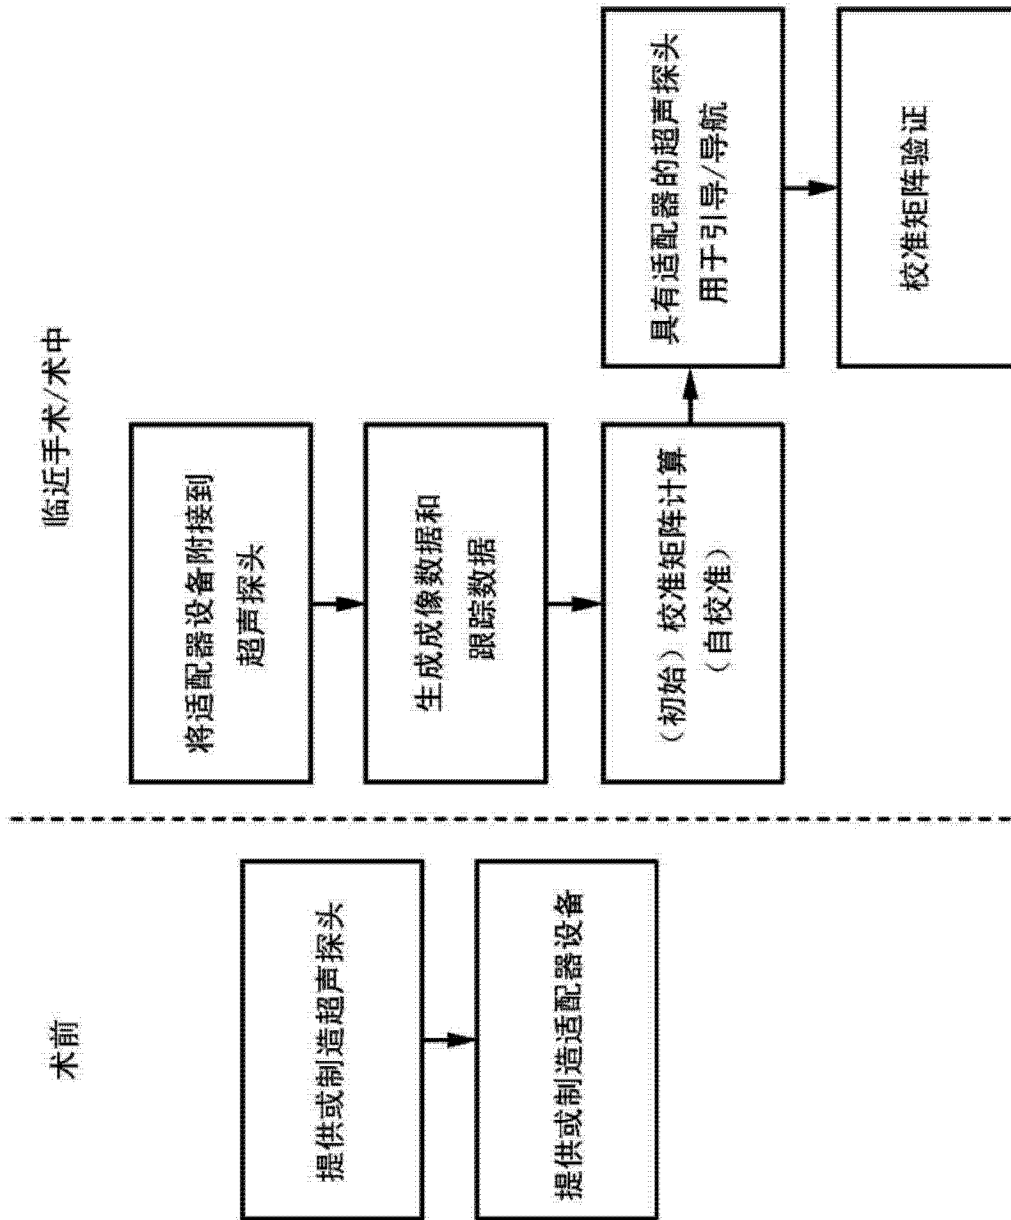 术前
提供或制造超声探头
提供或制造适配器设备
临近手术/术中
将适配器设备附接到
超声探头
生成成像数据和
跟踪数据
（初始）校准矩阵计算
（自校准）
具有适配器的超声探头
用于引导/导航
校准矩阵验证